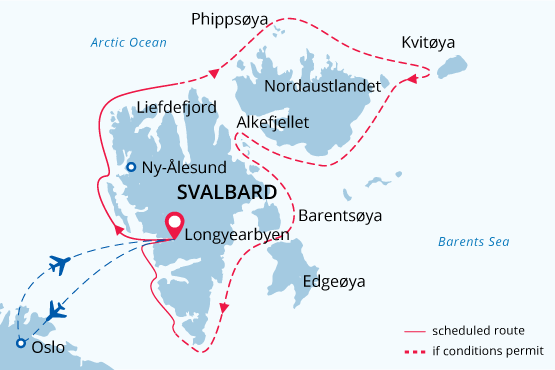 Phippsøya
Arctic Ocean
Kvitøya
Nordaustlandet
Liefdefjord
Alkefjellet
Ny-Ålesund
SVALBARD
Barentsøya
Longyearbyen
Barents Sea
Edgeøya
scheduled route
Oslo
if conditions permit